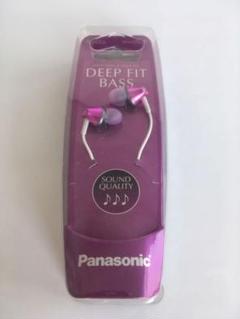 DEEP FIT
BASS
SOUND
QUALITY
Panasonic